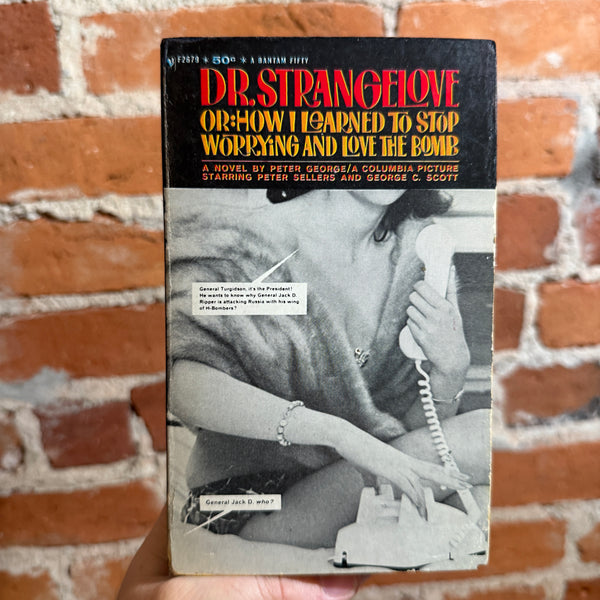 F2679 * 50¢ * A BANTAM FIFTY
DR. STRANGELOVE
OR: HOW I LEARNED TO STOP
WORRYING AND LOVE THE BOMB
A NOVEL BY PETER GEORGE/A COLUMBIA PICTURE
STARRING PETER SELLERS AND GEORGE C. SCOTT
General Turgidson, it's the President!
He wants to know why General Jack D.
Ripper is attacking Russia with his wing
of H-Bombers?
General Jack D. who?